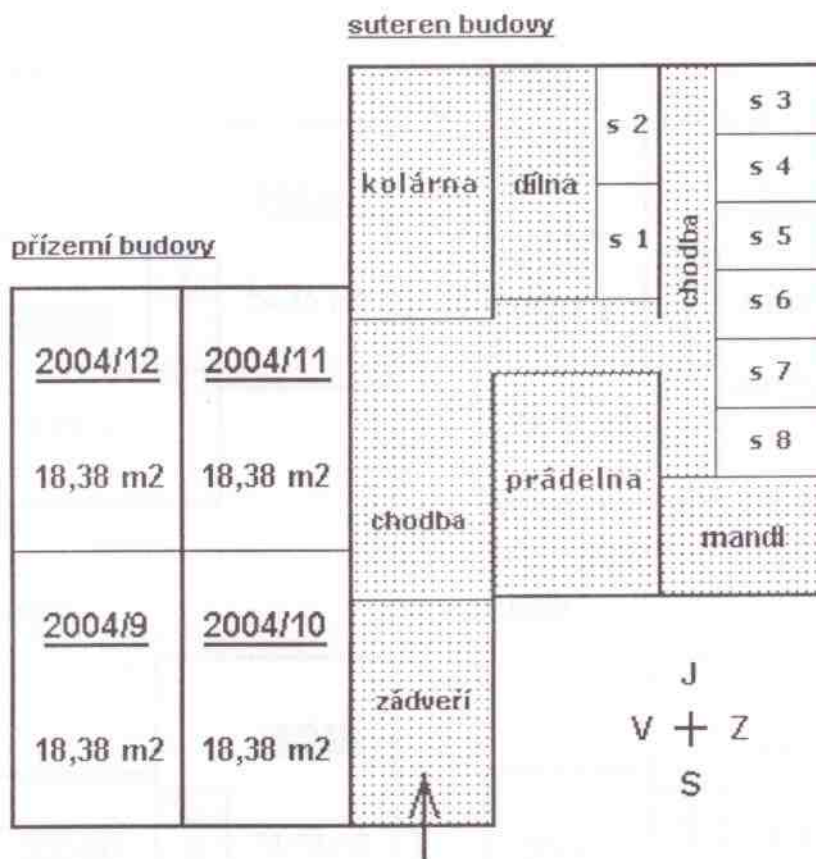 suteren budovy
kolárna
dílna
s 2
s 1
chodba
s 3
s 4
s 5
s 6
s 7
s 8
přízemí budovy
2004/12
18,38 m2
2004/11
18,38 m2
chodba
prádelna
mandl
2004/9
18,38 m2
2004/10
18,38 m2
zádveří
J
V Z
S